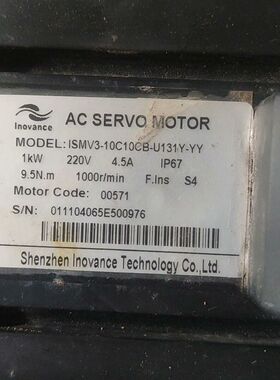 Inovance
AC SERVO MOTOR
MODEL: ISMV3-10C10CB-U131Y-YY
1kW 220V 4.5A IP67
9.5N.m 1000r/min F.Ins S4
Motor Code: 00571
S/N: 011104065E500976
Shenzhen Inovance Technology Co.,Ltd.